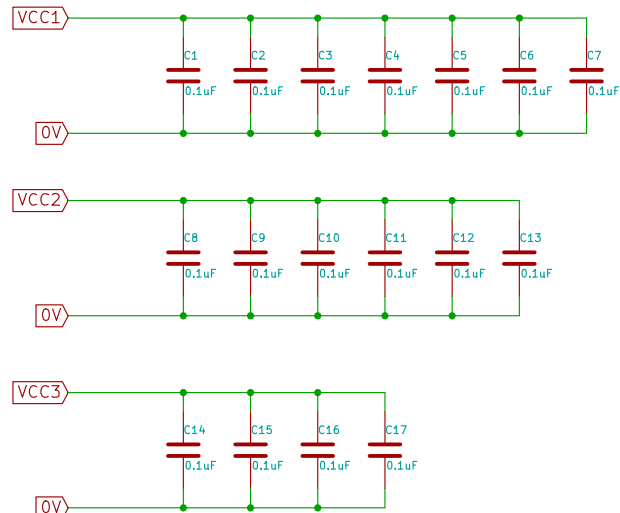 VCC1
C1 C2 C3 C4 C5 C6 C7
0.1uF 0.1uF 0.1uF 0.1uF 0.1uF 0.1uF 0.1uF
0V
VCC2
C8 C9 C10 C11 C12 C13
0.1uF 0.1uF 0.1uF 0.1uF 0.1uF 0.1uF
0V
VCC3
C14 C15 C16 C17
0.1uF 0.1uF 0.1uF 0.1uF
0V